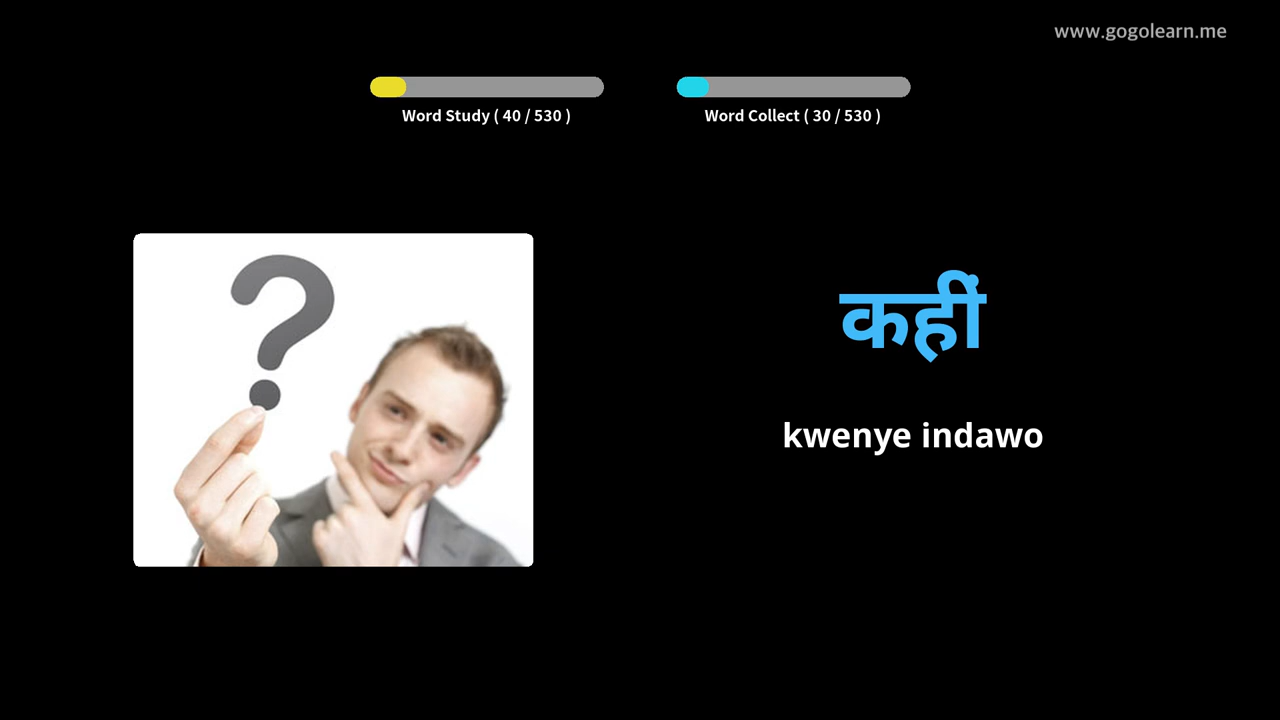 www.gogolearn.me
Word Study ( 40 / 530 )
Word Collect ( 30 / 530 )
कहीं
kwenye indawo